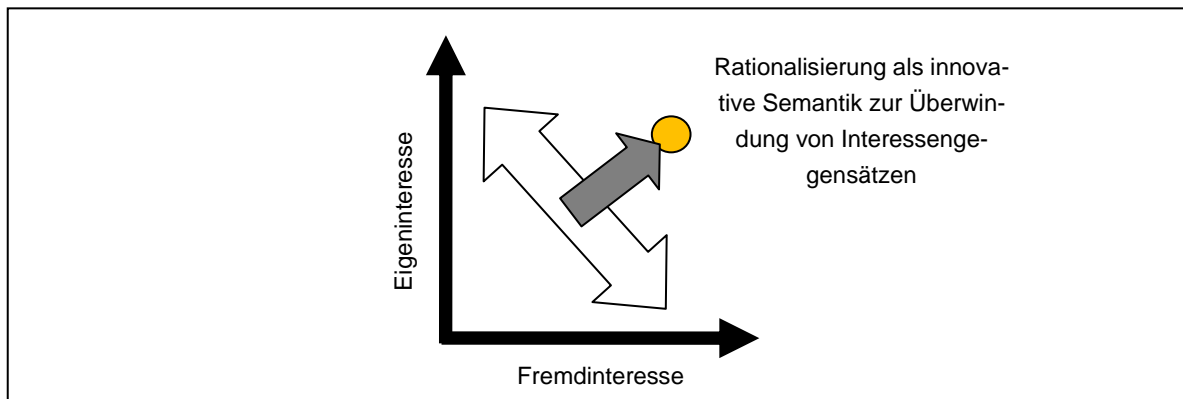 Rationalisierung als innova-
tive Semantik zur Überwin-
dung von Interessenge-
gensätzen
Eigeninteresse
Fremdinteresse